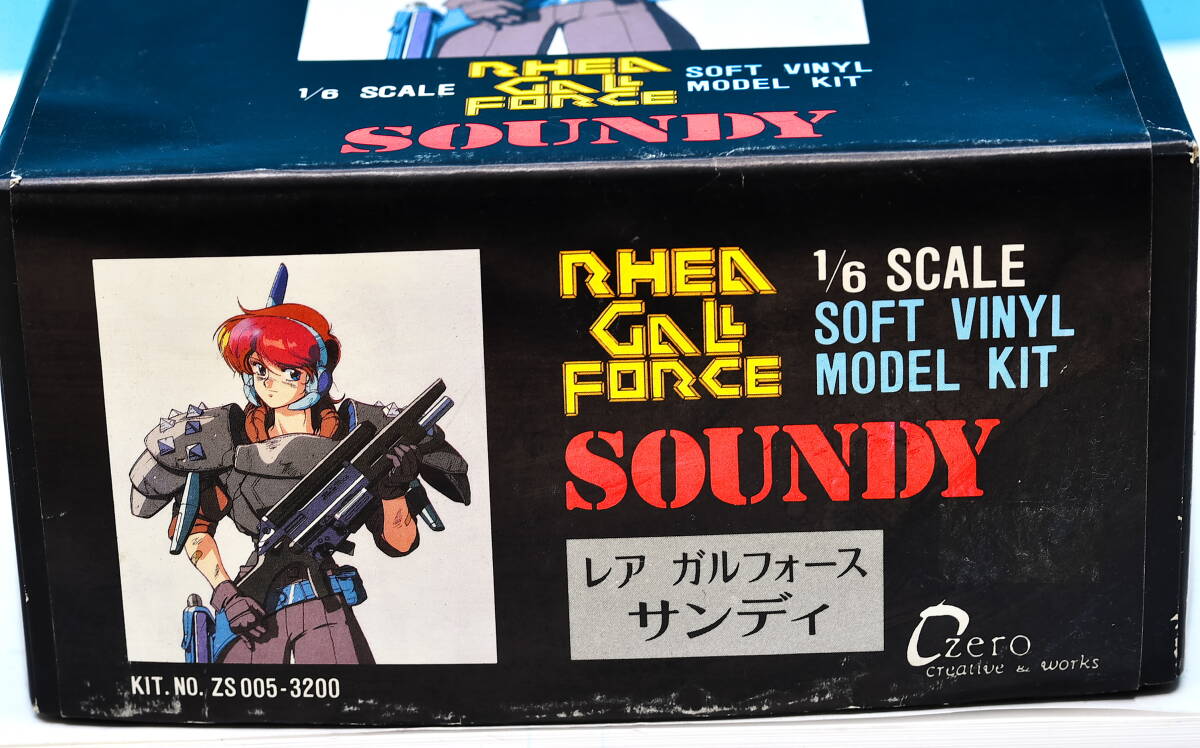 1/6 SCALE
RHEA
GALL
FORCE
SOFT VINYL
MODEL KIT
SOUNDY
RHEA
GALL
FORCE
1/6 SCALE
SOFT VINYL
MODEL KIT
SOUNDY
レア ガルフォース
サンディ
zero
creative & works
KIT. NO. ZS 005-3200